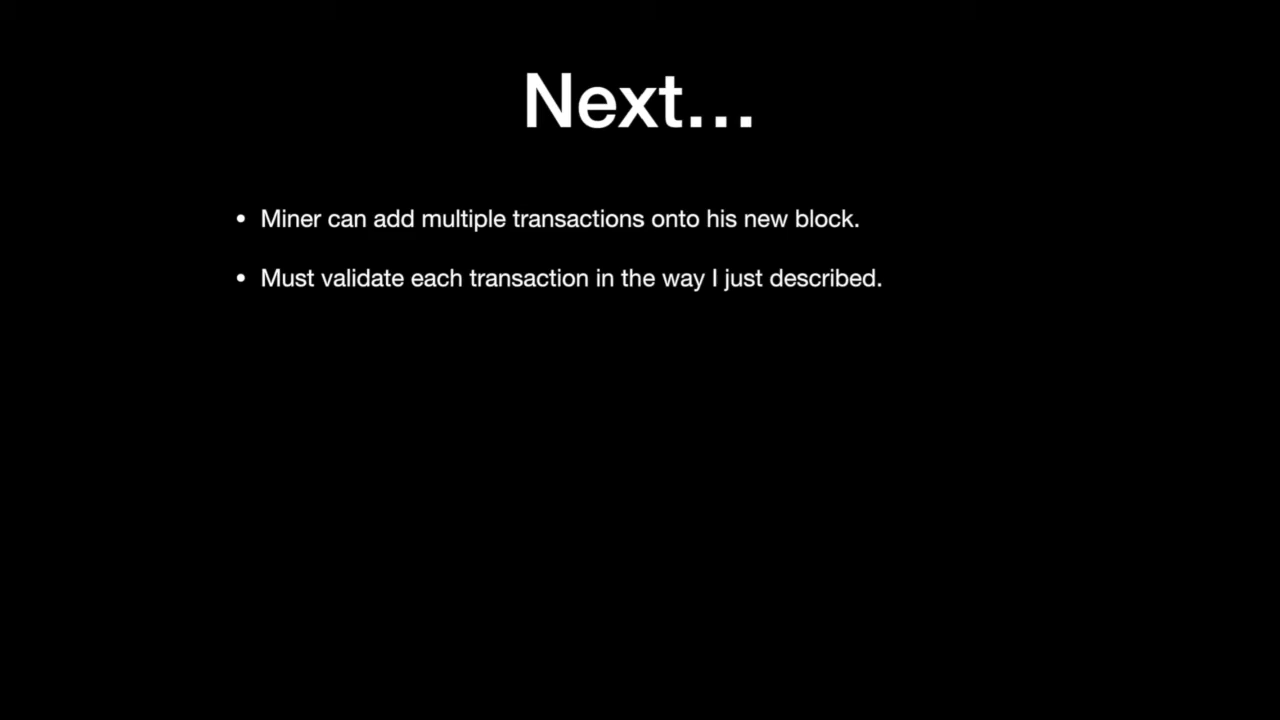 Next...
• Miner can add multiple transactions onto his new block.
• Must validate each transaction in the way I just described.